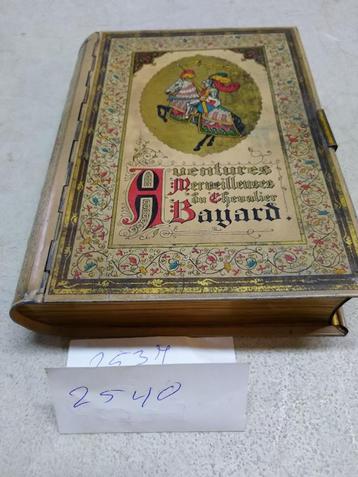 Aventures
Merveilleuses
du Chevalier
Bayard.
2534
2540